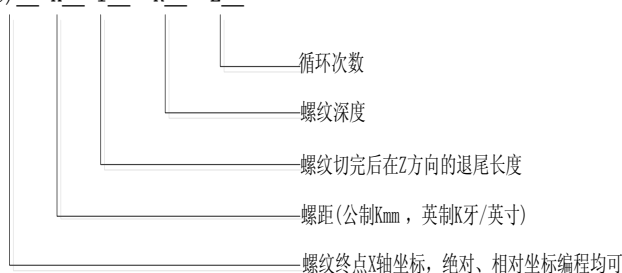 循环次数
螺纹深度
螺纹切完后在Z方向的退尾长度
螺距(公制Kmm，英制K牙/英寸)
螺纹终点X轴坐标，绝对、相对坐标编程均可